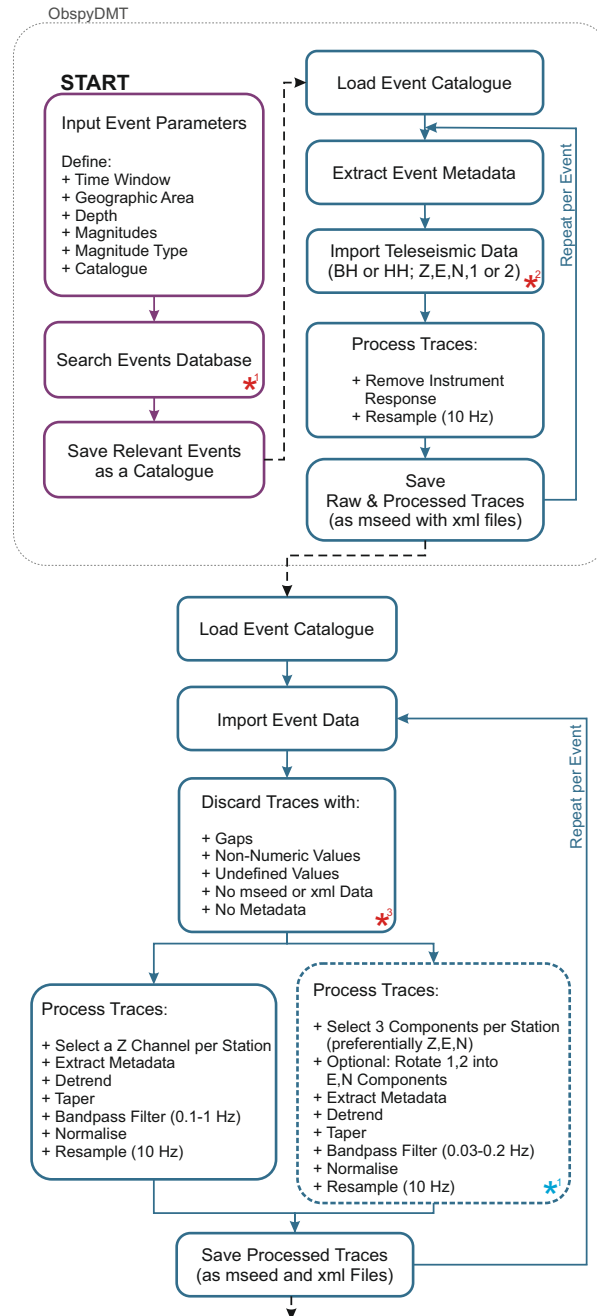 ObspyDMT
START
Input Event Parameters
Define:
+ Time Window
+ Geographic Area
+ Depth
+ Magnitudes
+ Magnitude Type
+ Catalogue
Search Events Database
*1
Save Relevant Events
as a Catalogue
Load Event Catalogue
Extract Event Metadata
Import Teleseismic Data
(BH or HH; Z,E,N,1 or 2)
*2
Process Traces:
+ Remove Instrument
Response
+ Resample (10 Hz)
Save
Raw & Processed Traces
(as mseed with xml files)
Repeat per Event
Load Event Catalogue
Import Event Data
Discard Traces with:
+ Gaps
+ Non-Numeric Values
+ Undefined Values
+ No mseed or xml Data
+ No Metadata
*3
Repeat per Event
Process Traces:
+ Select a Z Channel per Station
+ Extract Metadata
+ Detrend
+ Taper
+ Bandpass Filter (0.1-1 Hz)
+ Normalise
+ Resample (10 Hz)
Process Traces:
+ Select 3 Components per Station
(preferentially Z,E,N)
+ Optional: Rotate 1,2 into
E,N Components
+ Extract Metadata
+ Detrend
+ Taper
+ Bandpass Filter (0.03-0.2 Hz)
+ Normalise
+ Resample (10 Hz)
*1
Save Processed Traces
(as mseed and xml Files)